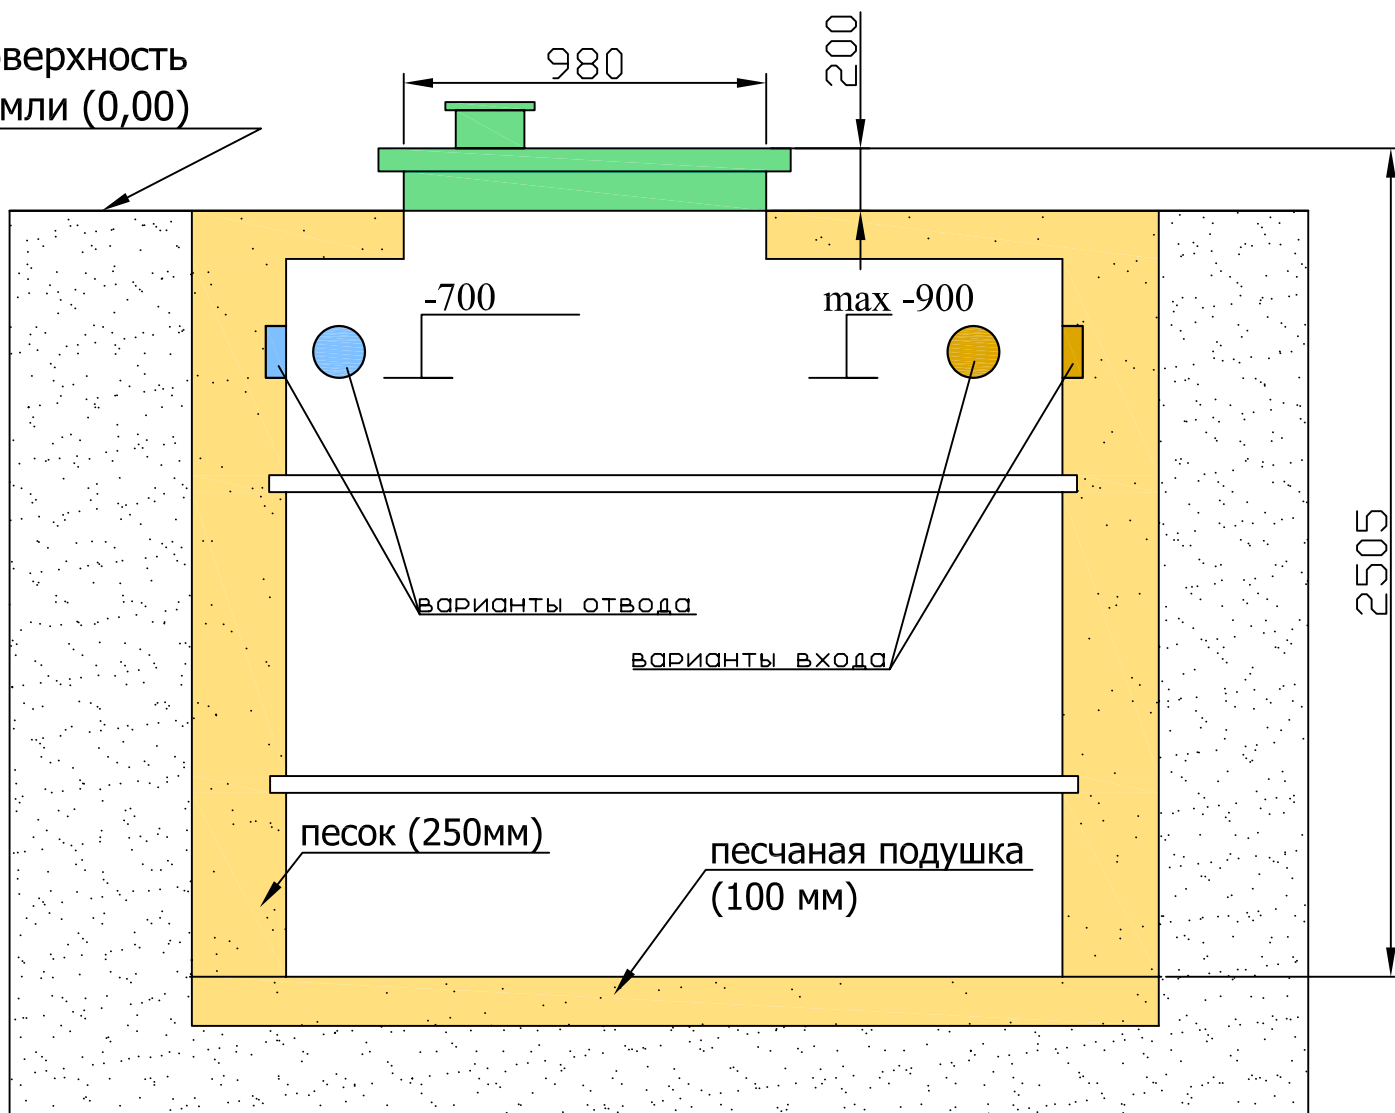 оверхность
мли (0,00)
980
200
-700
max -900
2505
варианты отвода
варианты входа
песок (250мм)
песчаная подушка
(100 мм)